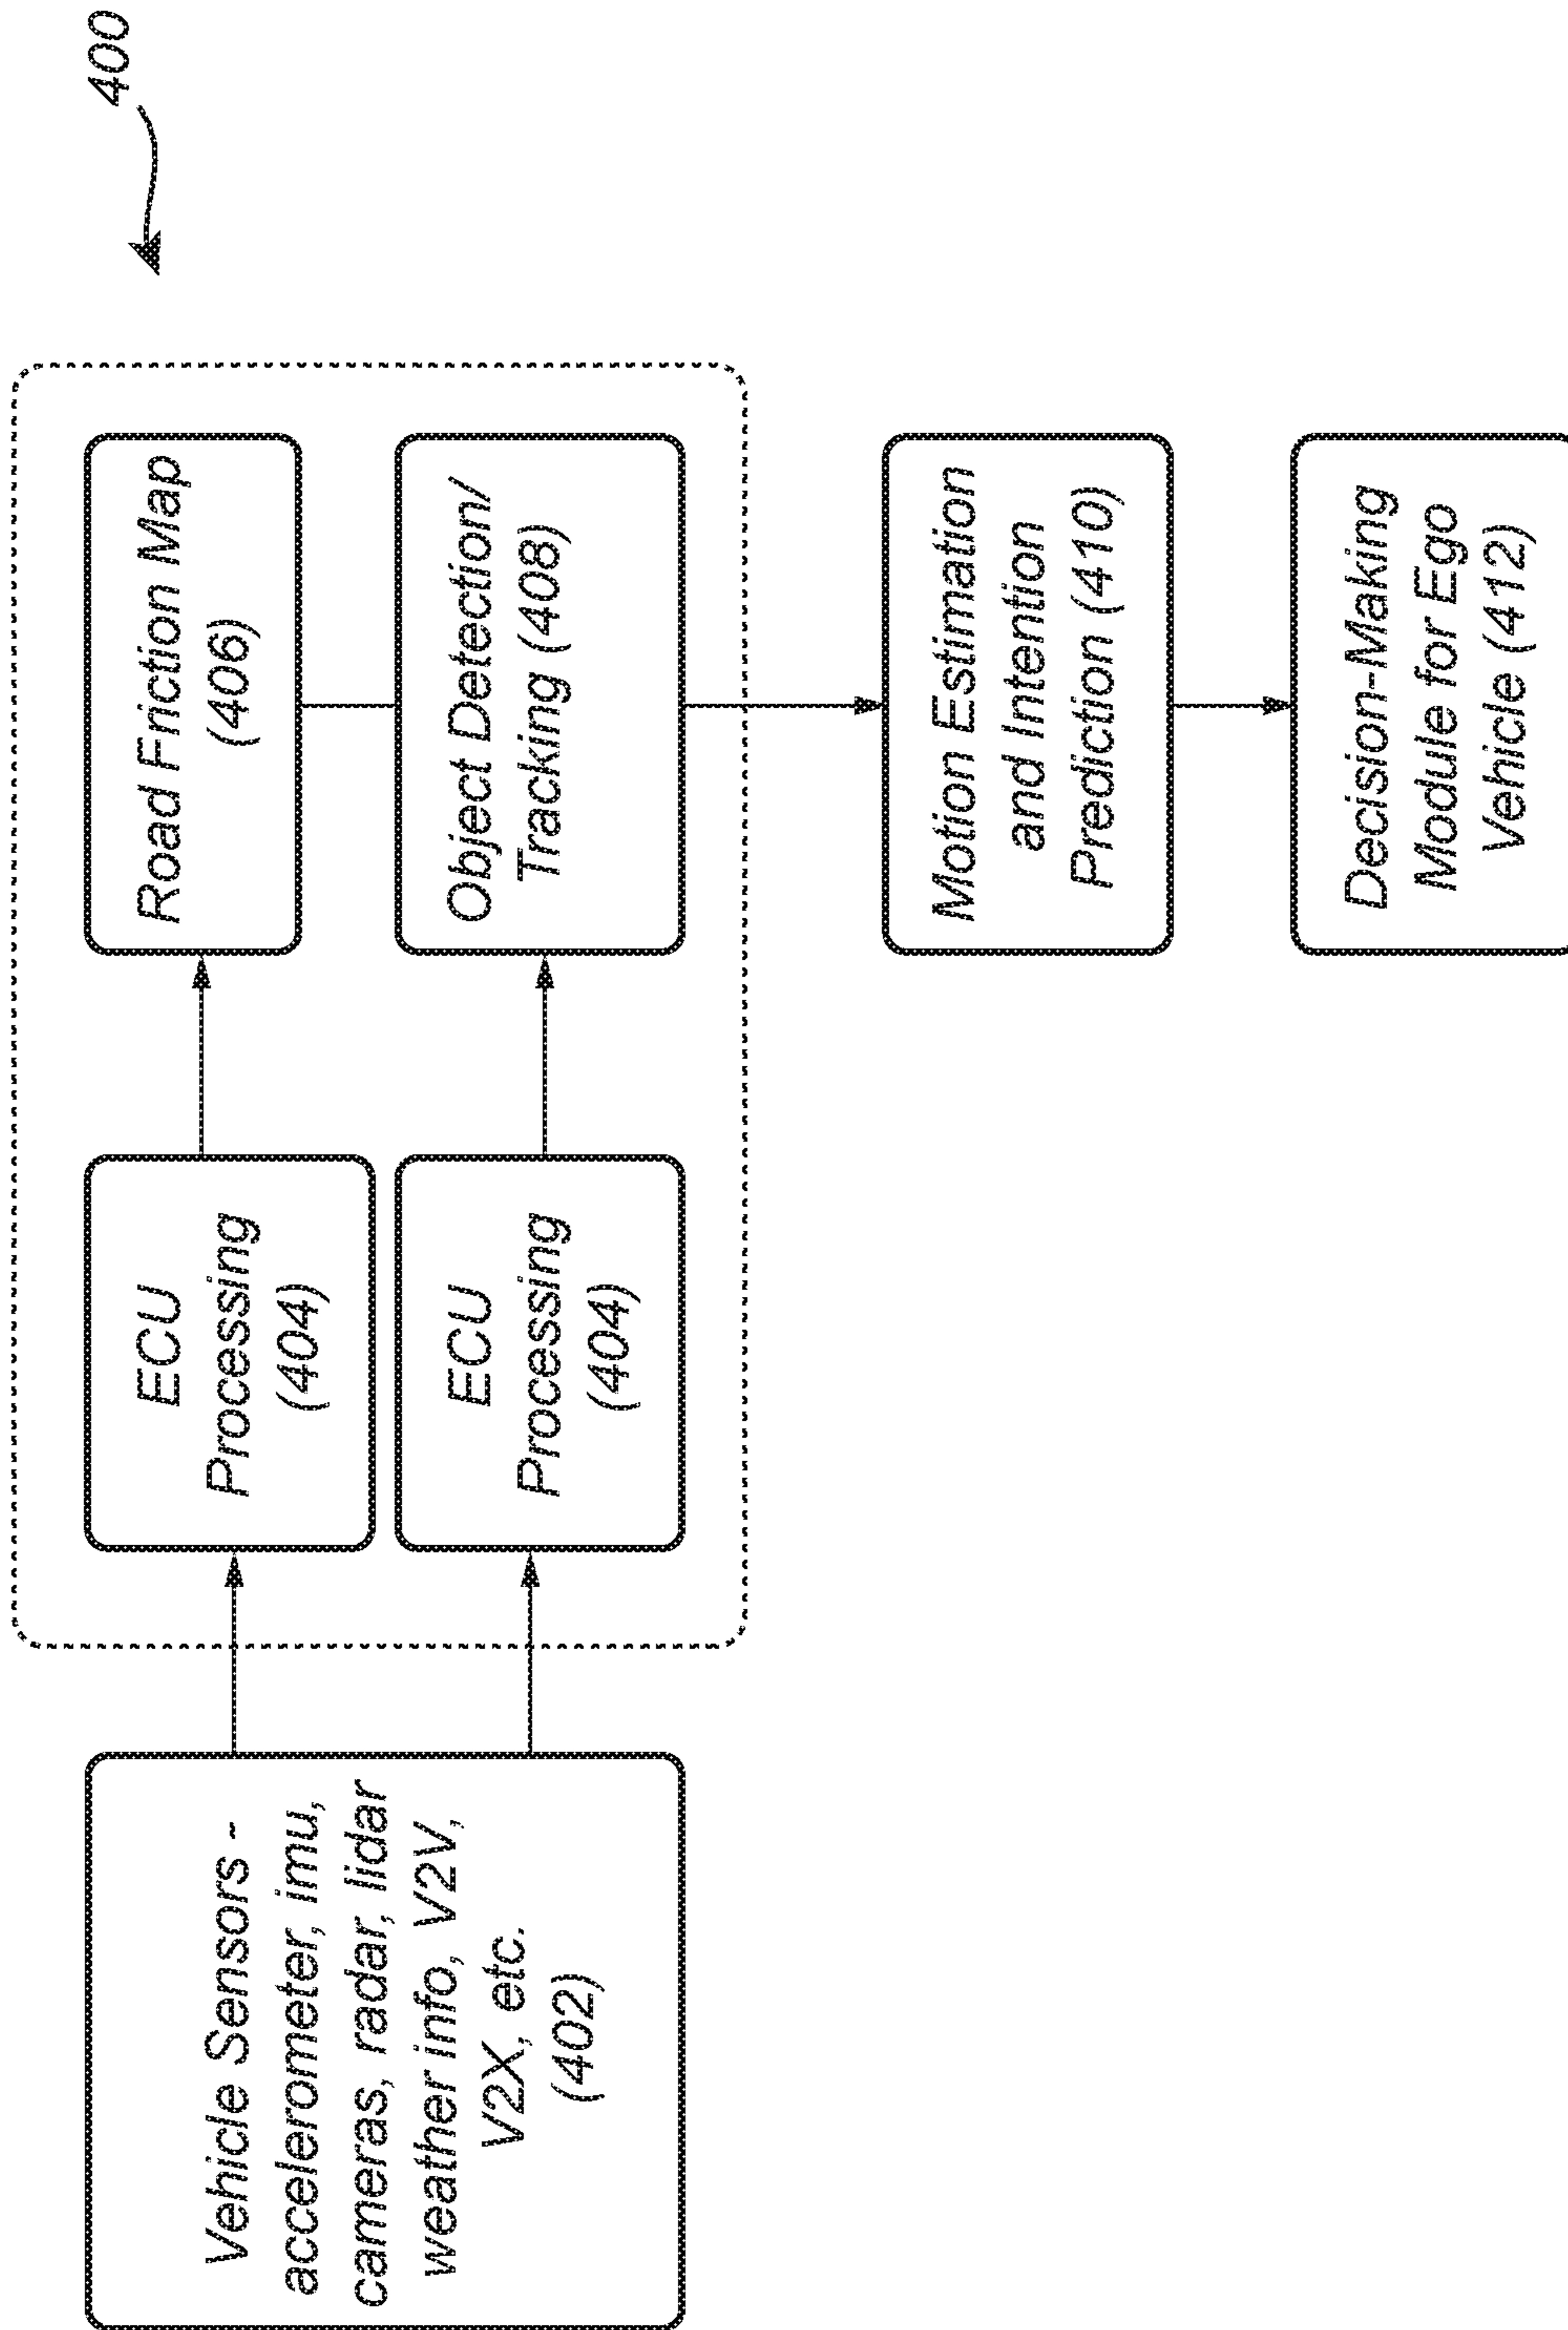 400
Vehicle Sensors -
accelerometer, imu,
cameras, radar, lidar
weather info, V2V,
V2X, etc.
(402)
ECU
Processing
(404)
ECU
Processing
(404)
Road Friction Map
(406)
Object Detection/
Tracking (408)
Motion Estimation
and Intention
Prediction (410)
Decision-Making
Module for Ego
Vehicle (412)